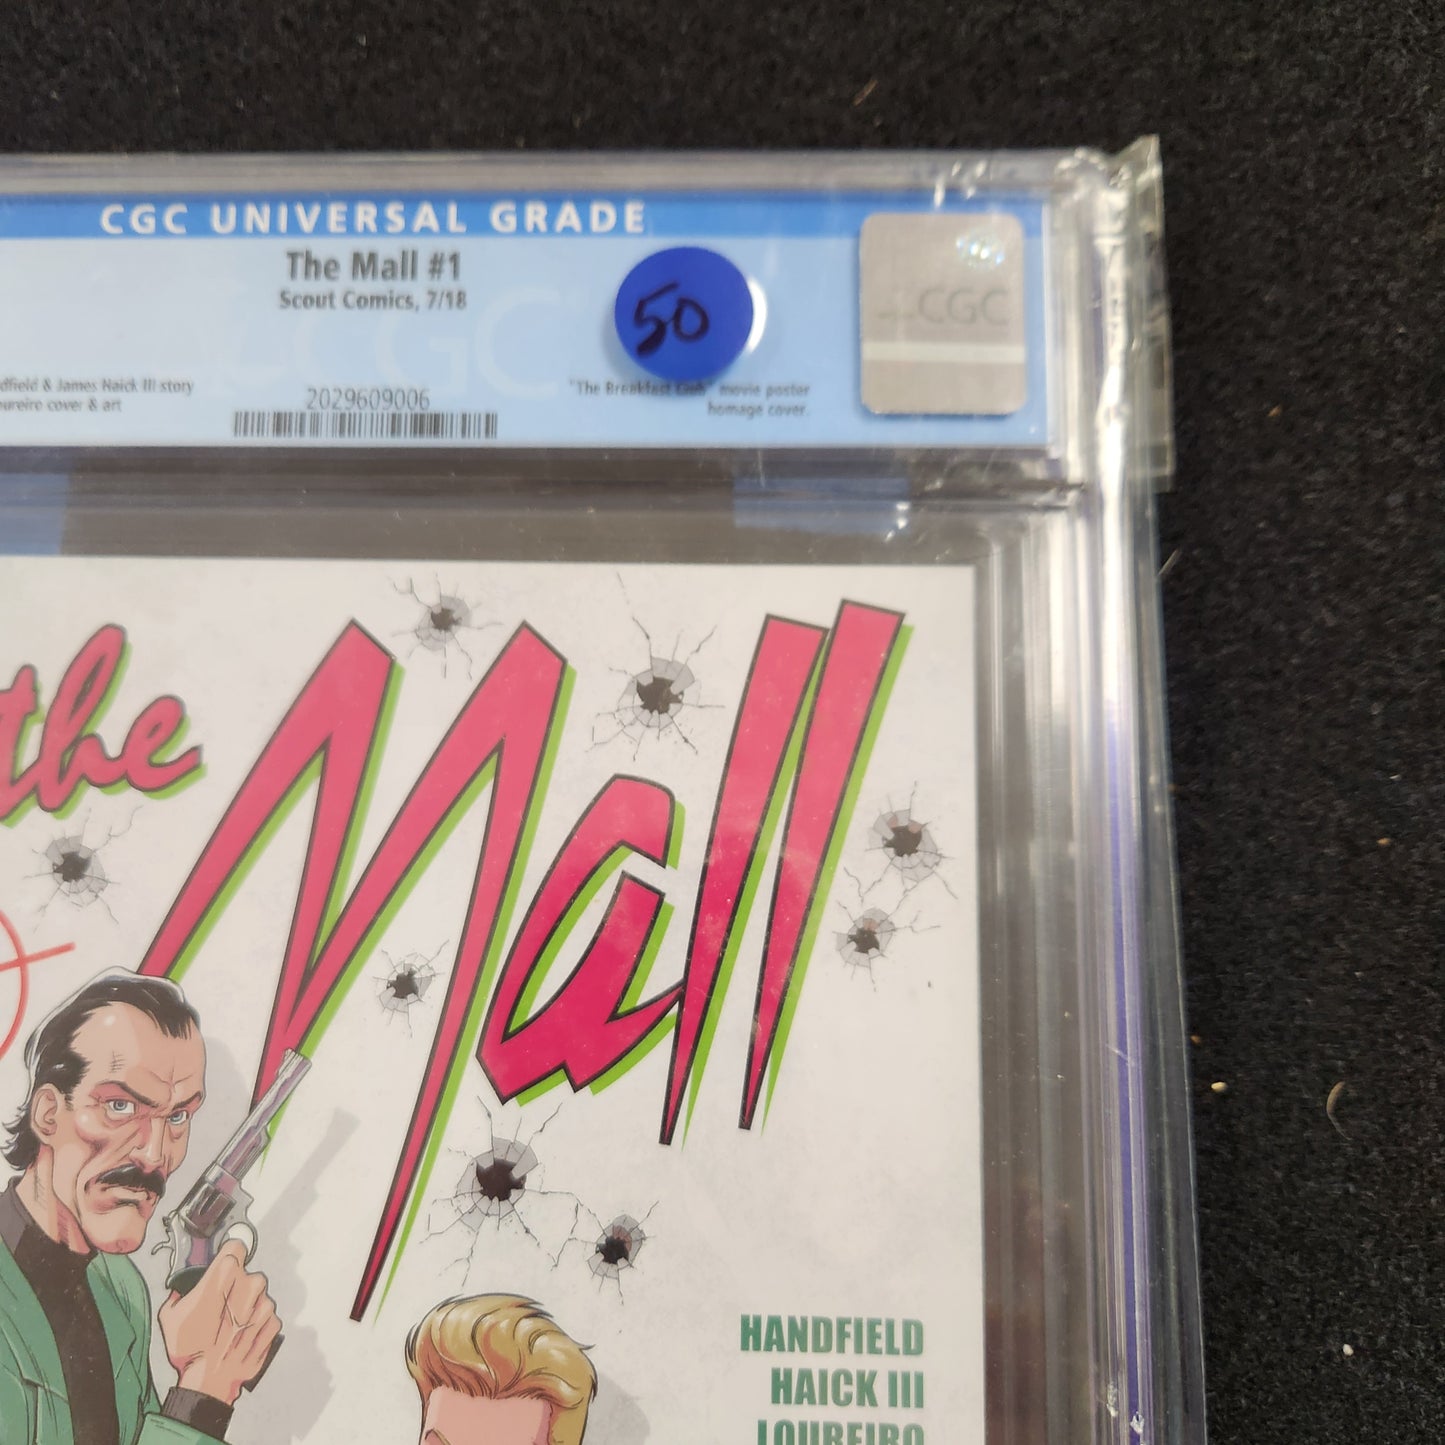 CGC UNIVERSAL GRADE
The Mall #1
Scout Comics, 7/18
50
CGC
dfield & James Haick III story
oureiro cover & art
2029609006
"The Breakfast Club" movie poster
homage cover.
the Mall
HANDFIELD
HAICK III
LOUREIRO